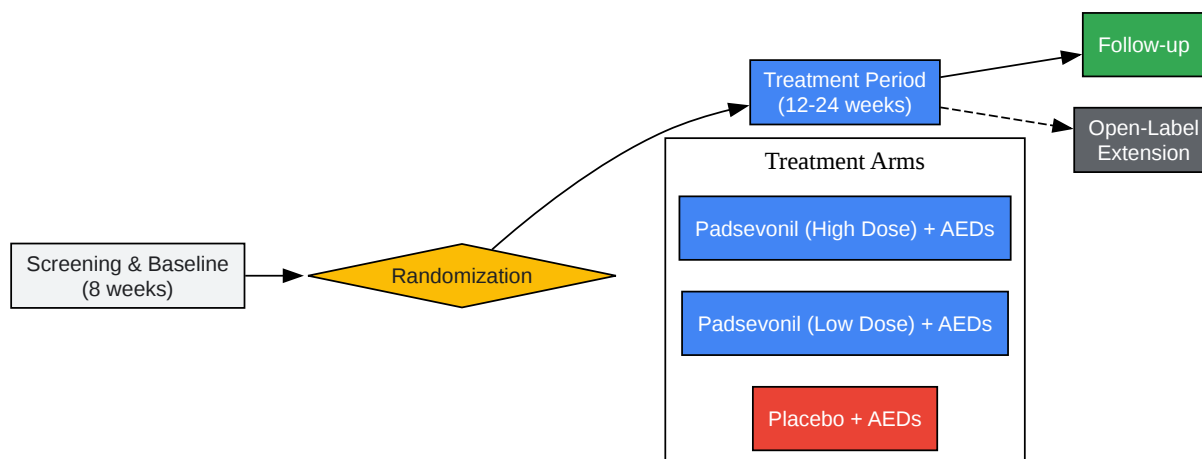 Screening & Baseline
(8 weeks)
Randomization
Treatment Period
(12-24 weeks)
Follow-up
Open-Label
Extension
Treatment Arms
Padsevonil (High Dose) + AEDs
Padsevonil (Low Dose) + AEDs
Placebo + AEDs